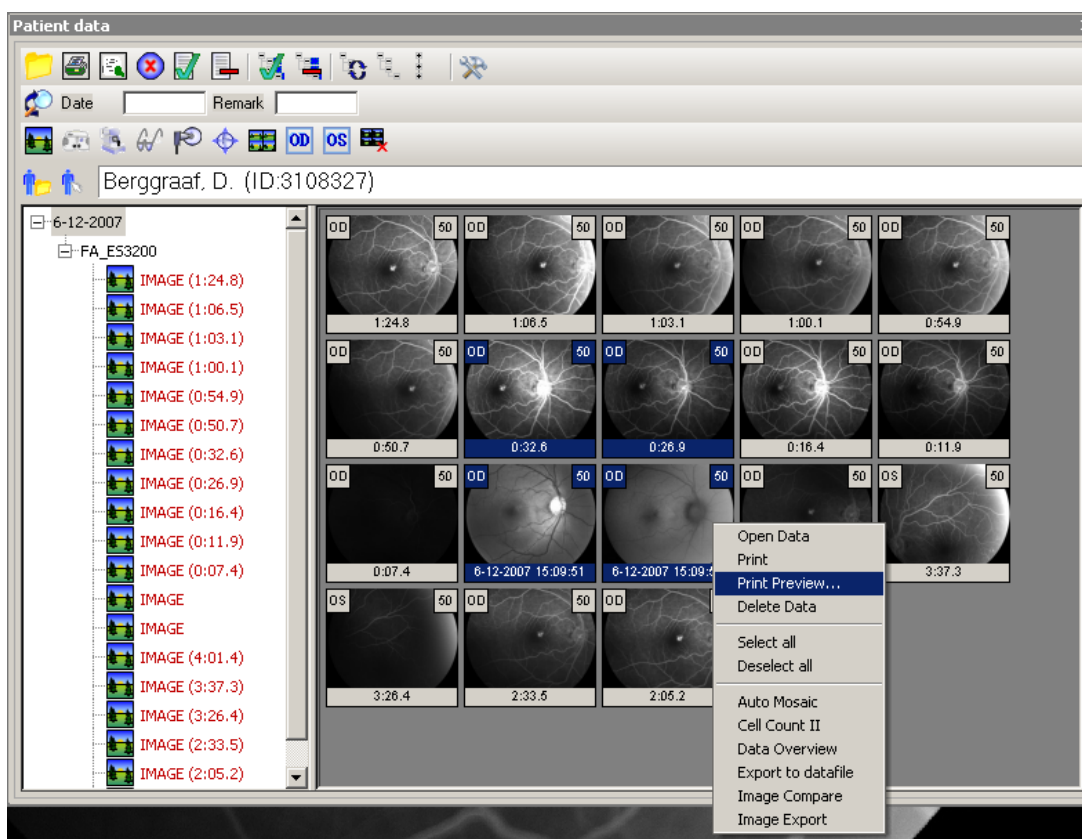 Patient data
Date Remark
OD OS
Berggraaf, D. (ID:3108327)
6-12-2007
FA_ES3200
IMAGE (1:24.8)
IMAGE (1:06.5)
IMAGE (1:03.1)
IMAGE (1:00.1)
IMAGE (0:54.9)
IMAGE (0:50.7)
IMAGE (0:32.6)
IMAGE (0:26.9)
IMAGE (0:16.4)
IMAGE (0:11.9)
IMAGE (0:07.4)
IMAGE
IMAGE
IMAGE (4:01.4)
IMAGE (3:37.3)
IMAGE (3:26.4)
IMAGE (2:33.5)
IMAGE (2:05.2)
OD 50 OD 50 OD 50 OD 50 OD 50
1:24.8 1:06.5 1:03.1 1:00.1 0:54.9
OD 50 OD 50 OD 50 OD 50 OD 50
0:50.7 0:32.6 0:26.9 0:16.4 0:11.9
OD 50 OD 50 OD 50 OD 50 OS 50
0:07.4 6-12-2007 15:09:51 6-12-2007 15:09: 3:37.3
OS 50 OD 50 OD
3:26.4 2:33.5 2:05.2
Open Data
Print
Print Preview...
Delete Data
Select all
Deselect all
Auto Mosaic
Cell Count II
Data Overview
Export to datafile
Image Compare
Image Export